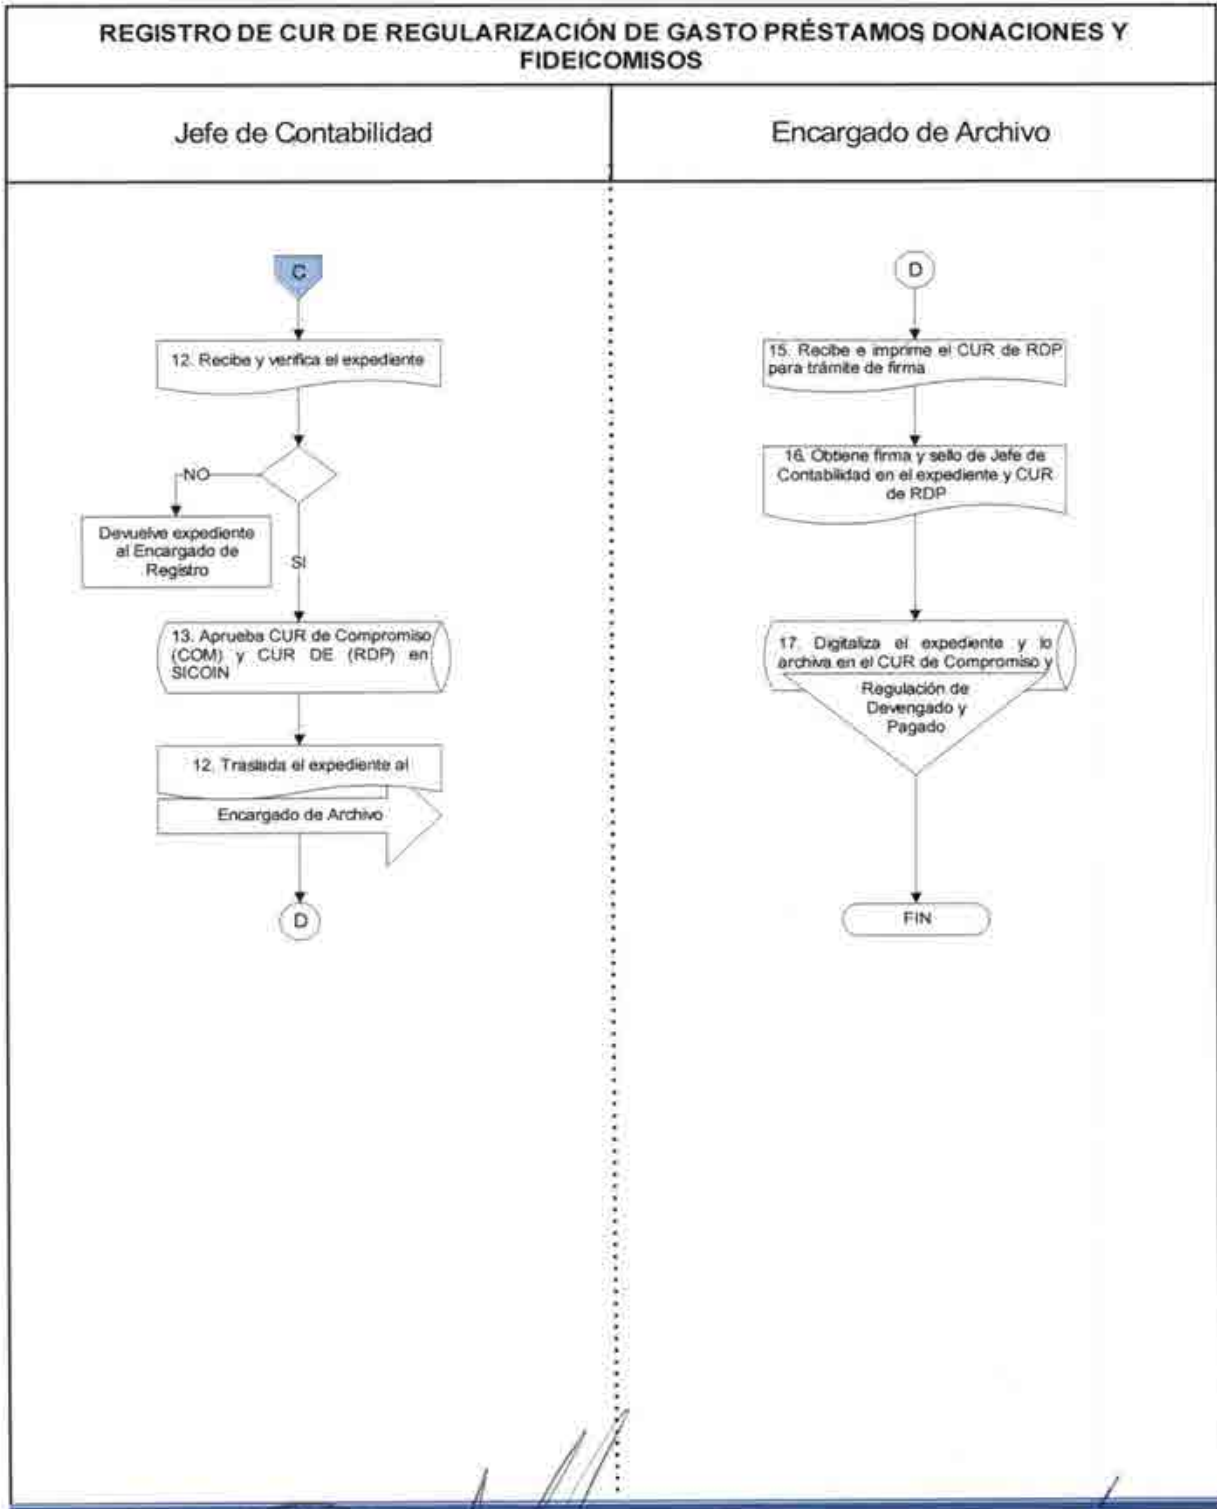 REGISTRO DE CUR DE REGULARIZACIÓN DE GASTO PRÉSTAMOS DONACIONES Y
FIDEICOMISOS
Jefe de Contabilidad
Encargado de Archivo
C
12. Recibe y verifica el expediente
NO
Devuelve expediente
al Encargado de
Registro
SI
13. Aprueba CUR de Compromiso
(COM) y CUR DE (RDP) en
SICOIN
12. Traslada el expediente al
Encargado de Archivo
D
D
15. Recibe e imprime el CUR de RDP
para trámite de firma
16. Obtiene firma y sello de Jefe de
Contabilidad en el expediente y CUR
de RDP
17. Digitaliza el expediente y lo
archiva en el CUR de Compromiso y
Regulación de
Devengado y
Pagado
FIN